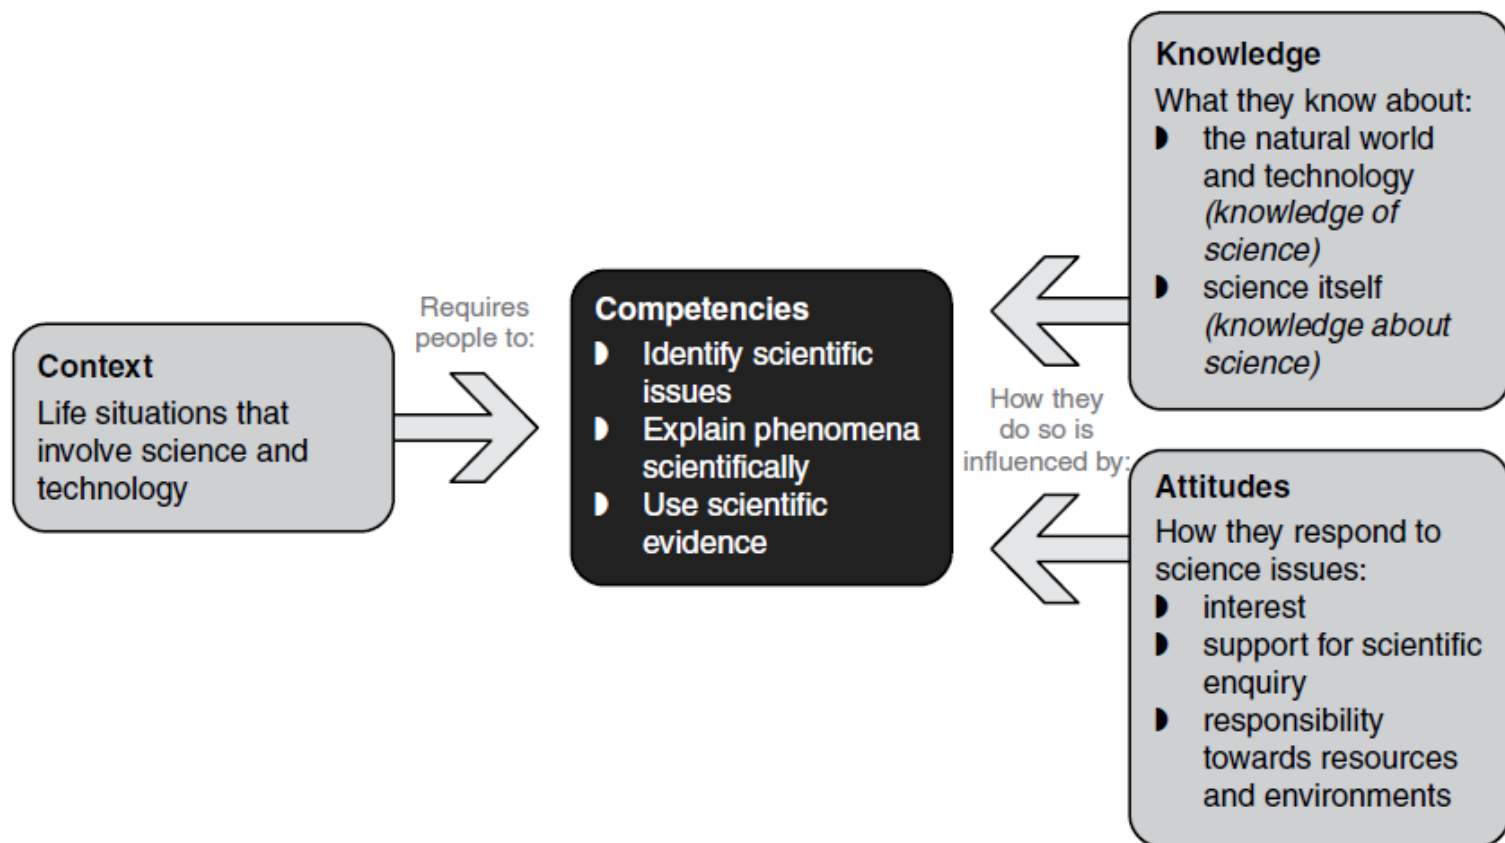 Context
Life situations that
involve science and
technology
Requires
people to:
Competencies
◗ Identify scientific
issues
◗ Explain phenomena
scientifically
◗ Use scientific
evidence
How they
do so is
influenced by:
Knowledge
What they know about:
◗ the natural world
and technology
(knowledge of
science)
◗ science itself
(knowledge about
science)
Attitudes
How they respond to
science issues:
◗ interest
◗ support for scientific
enquiry
◗ responsibility
towards resources
and environments